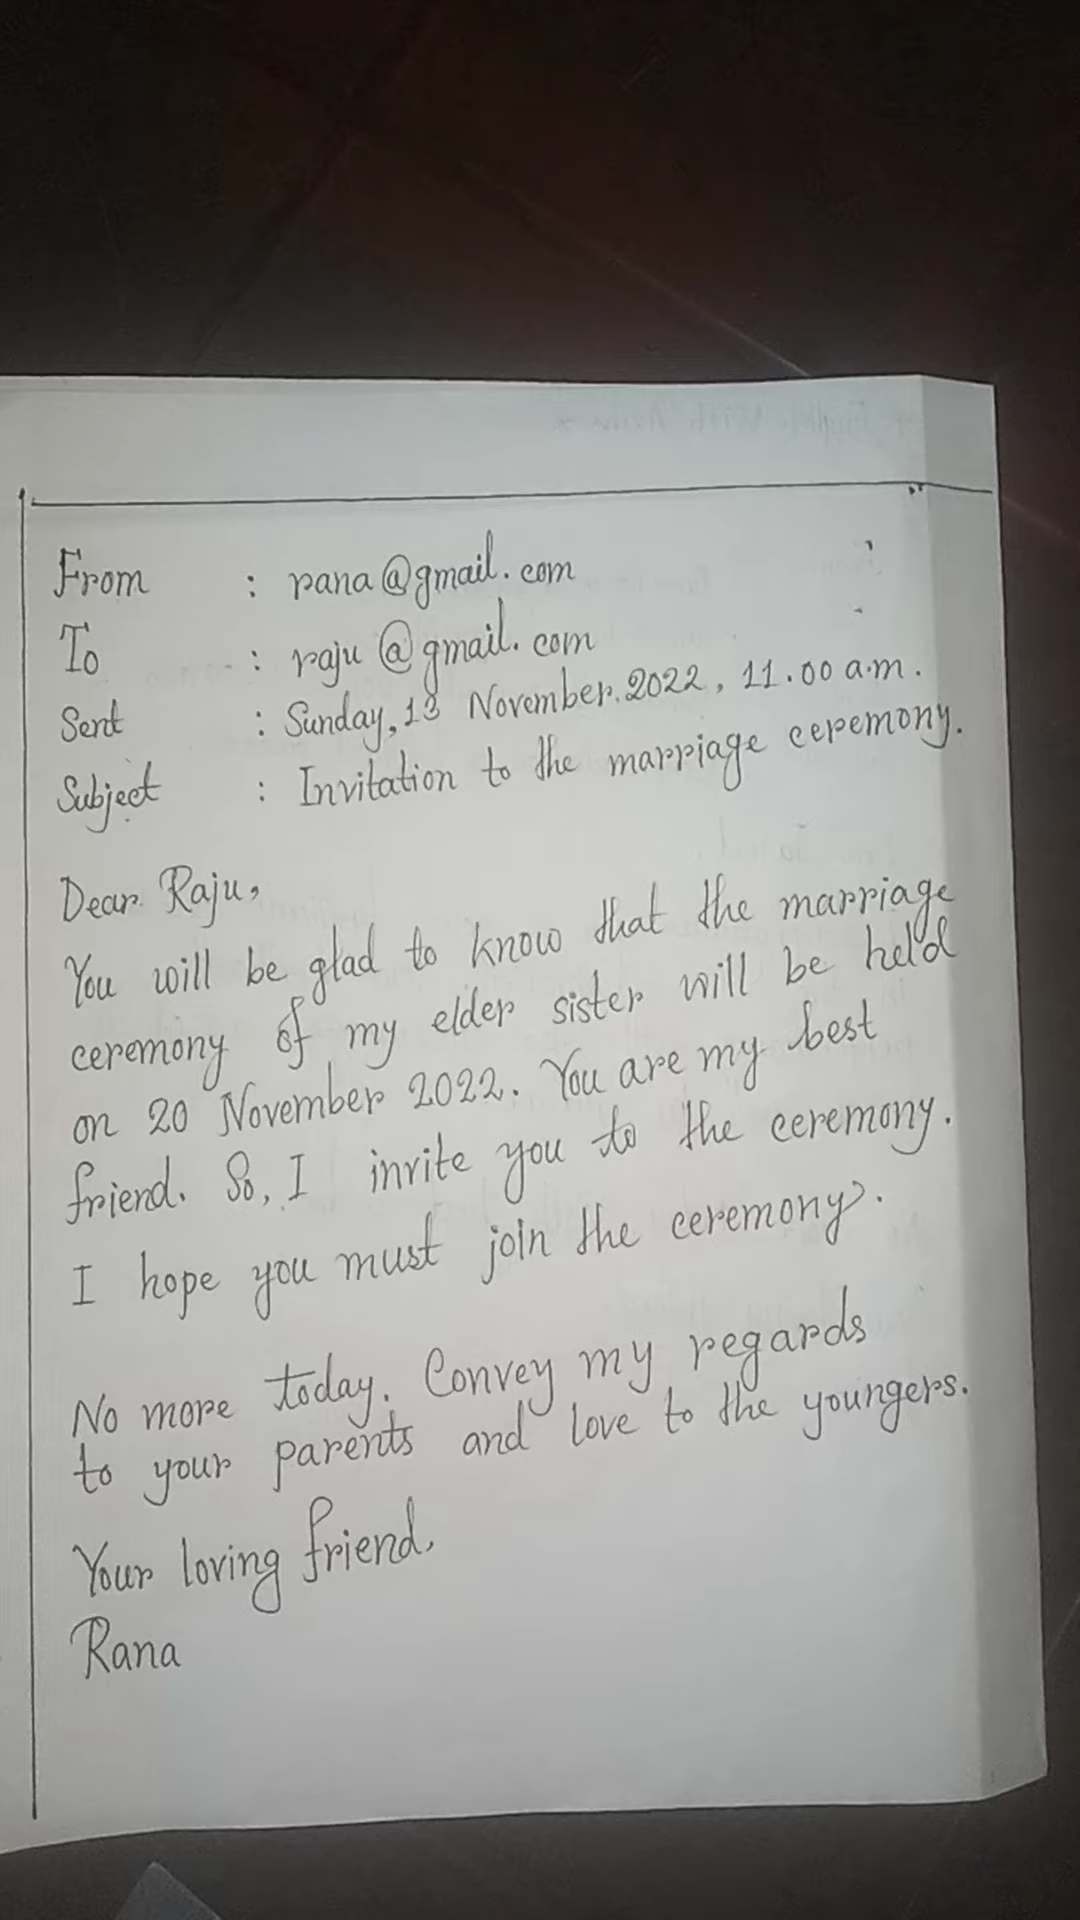 From : rana@gmail.com
To : raju@gmail.com
Sent : Sunday, 13 November. 2022, 11.00 a.m.
Subject : Invitation to the marriage ceremony.
Dear Raju,
You will be glad to know that the marriage
ceremony of my elder sister will be held
on 20 November 2022. You are my best
friend. So, I invite you to the ceremony.
I hope you must join the ceremony.
No more today. Convey my regards
to your parents and love to the youngers.
Your loving friend,
Rana